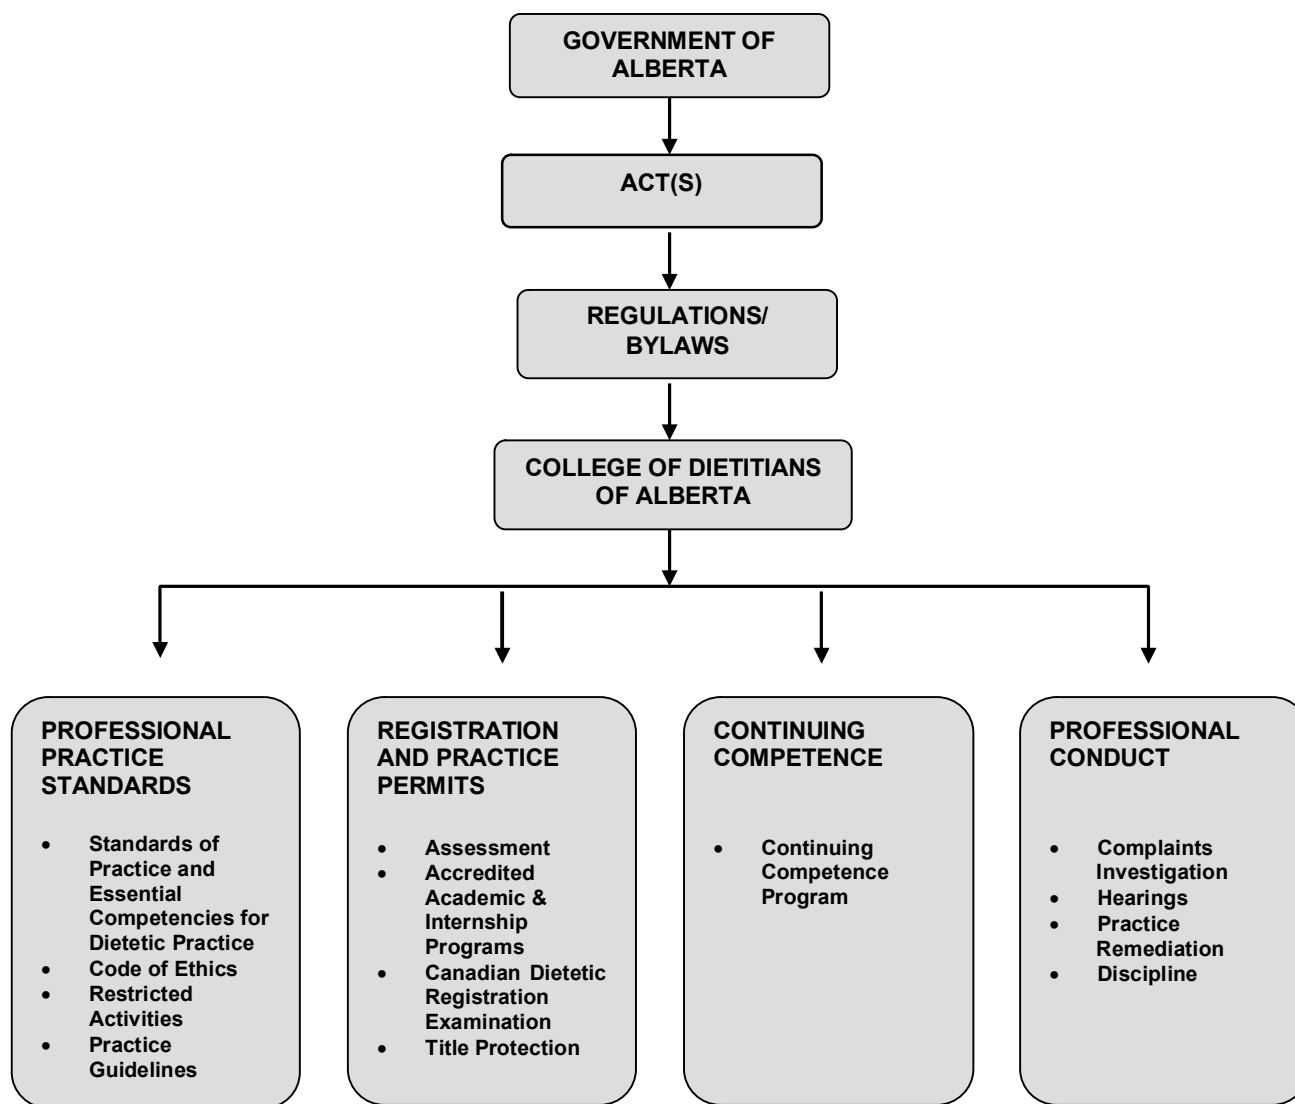 GOVERNMENT OF
ALBERTA
ACT(S)
REGULATIONS/
BYLAWS
COLLEGE OF DIETITIANS
OF ALBERTA
PROFESSIONAL
PRACTICE
STANDARDS
• Standards of
Practice and
Essential
Competencies for
Dietetic Practice
• Code of Ethics
• Restricted
Activities
• Practice
Guidelines
REGISTRATION
AND PRACTICE
PERMITS
• Assessment
• Accredited
Academic &
Internship
Programs
• Canadian Dietetic
Registration
Examination
• Title Protection
CONTINUING
COMPETENCE
• Continuing
Competence
Program
PROFESSIONAL
CONDUCT
• Complaints
Investigation
• Hearings
• Practice
Remediation
• Discipline